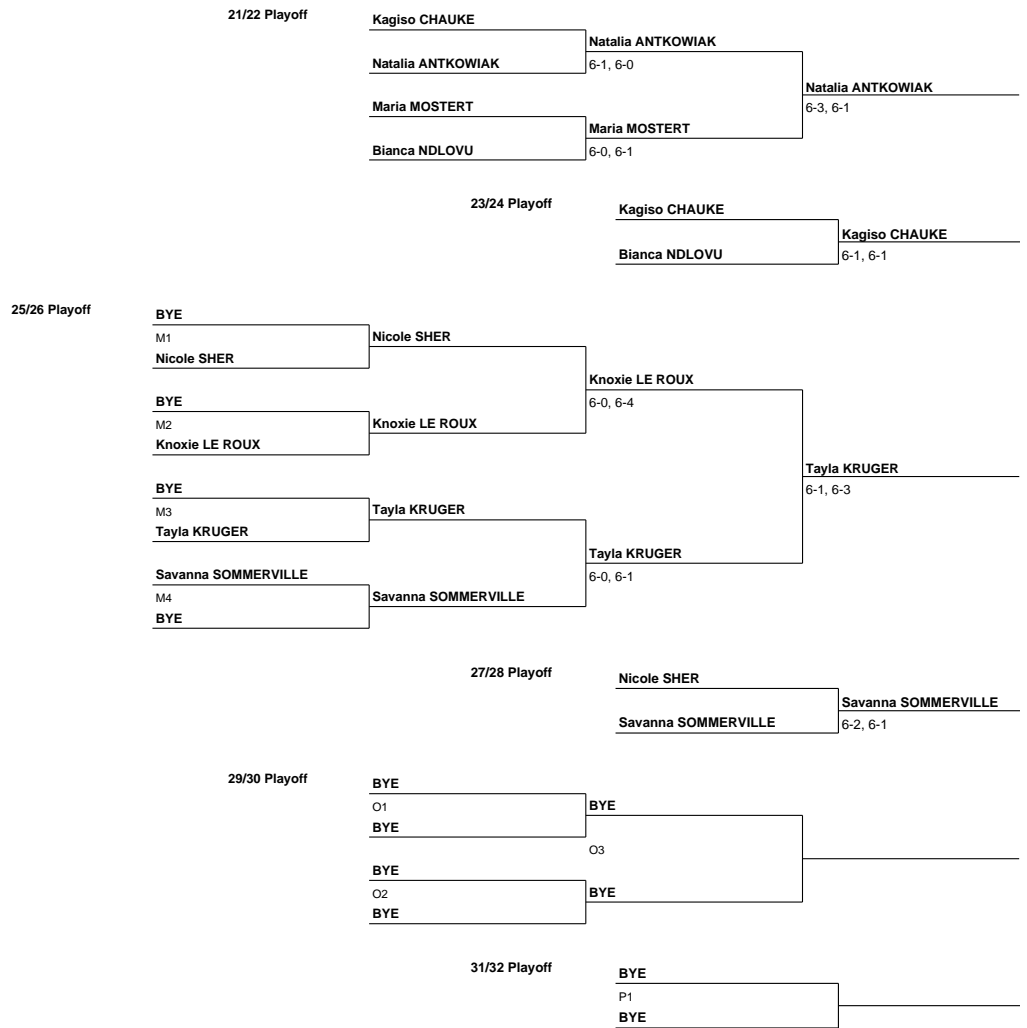 21/22 Playoff
Kagiso CHAUKE
Natalia ANTKOWIAK
Natalia ANTKOWIAK
6-1, 6-0
Natalia ANTKOWIAK
6-3, 6-1
Maria MOSTERT
Maria MOSTERT
Bianca NDLOVU
6-0, 6-1
23/24 Playoff
Kagiso CHAUKE
Kagiso CHAUKE
Bianca NDLOVU
6-1, 6-1
25/26 Playoff
BYE
M1
Nicole SHER
Nicole SHER
Knoxie LE ROUX
6-0, 6-4
BYE
M2
Knoxie LE ROUX
Knoxie LE ROUX
Tayla KRUGER
6-1, 6-3
BYE
M3
Tayla KRUGER
Tayla KRUGER
Tayla KRUGER
6-0, 6-1
Savanna SOMMERVILLE
M4
Savanna SOMMERVILLE
BYE
27/28 Playoff
Nicole SHER
Savanna SOMMERVILLE
Savanna SOMMERVILLE
6-2, 6-1
29/30 Playoff
BYE
O1
BYE
BYE
O3
BYE
O2
BYE
BYE
31/32 Playoff
BYE
P1
BYE